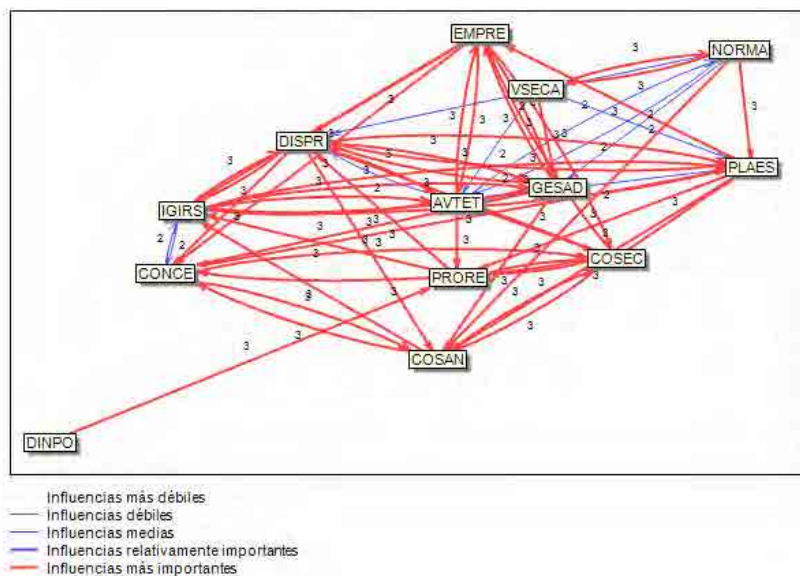 EMPRE
NORMA
VSECA
DISPR
PLAES
GESAD
AVTET
IGIRS
COSEC
CONCE
PRORE
COSAN
DINPO
Influencias más débiles
Influencias débiles
Influencias medias
Influencias relativamente importantes
Influencias más importantes